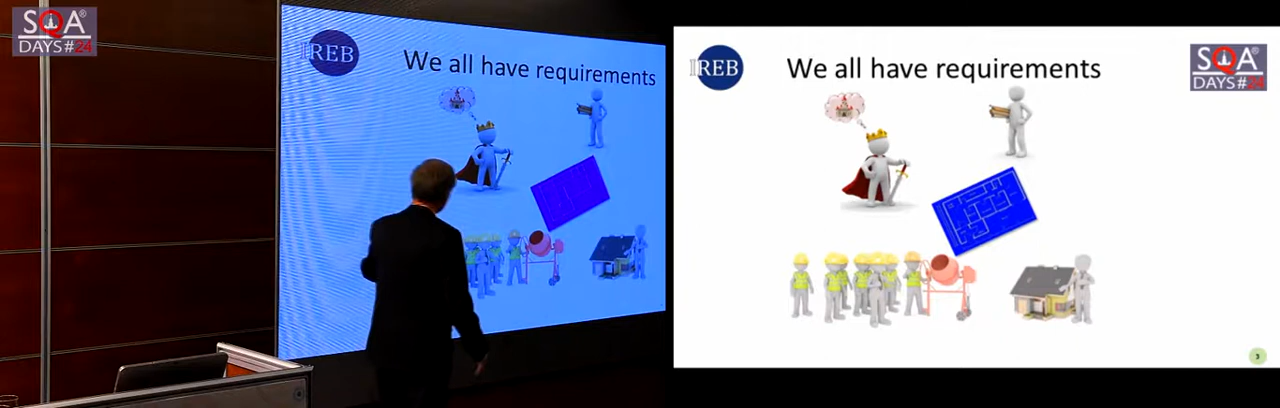 SQA®
DAYS#24
IREB
We all have requirements
IREB
We all have requirements
SQA®
DAYS#24
3